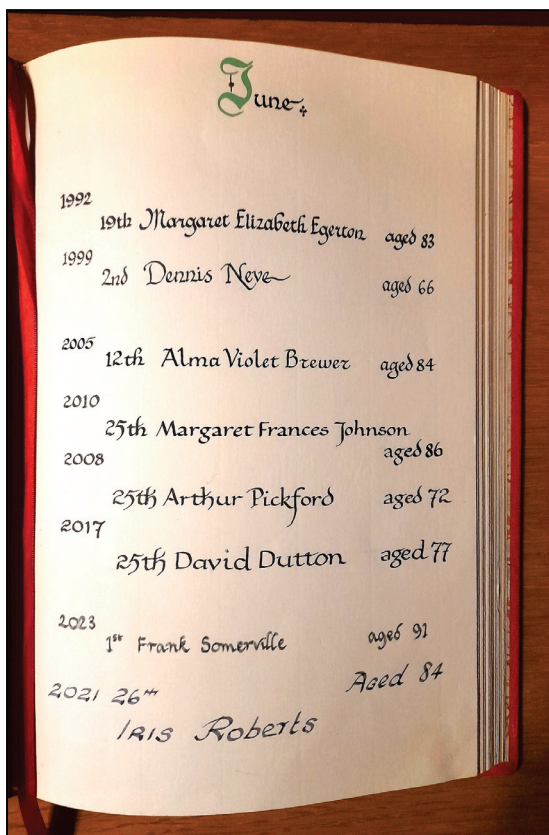 June
1992
19th Margaret Elizabeth Egerton aged 83
1999
2nd Dennis Neve aged 66
2005
12th Alma Violet Brewer aged 84
2010
25th Margaret Frances Johnson
aged 86
2008
25th Arthur Pickford aged 72
2017
25th David Dutton aged 77
2023
1st Frank Somerville aged 91
2021 26th Aged 84
Iris Roberts